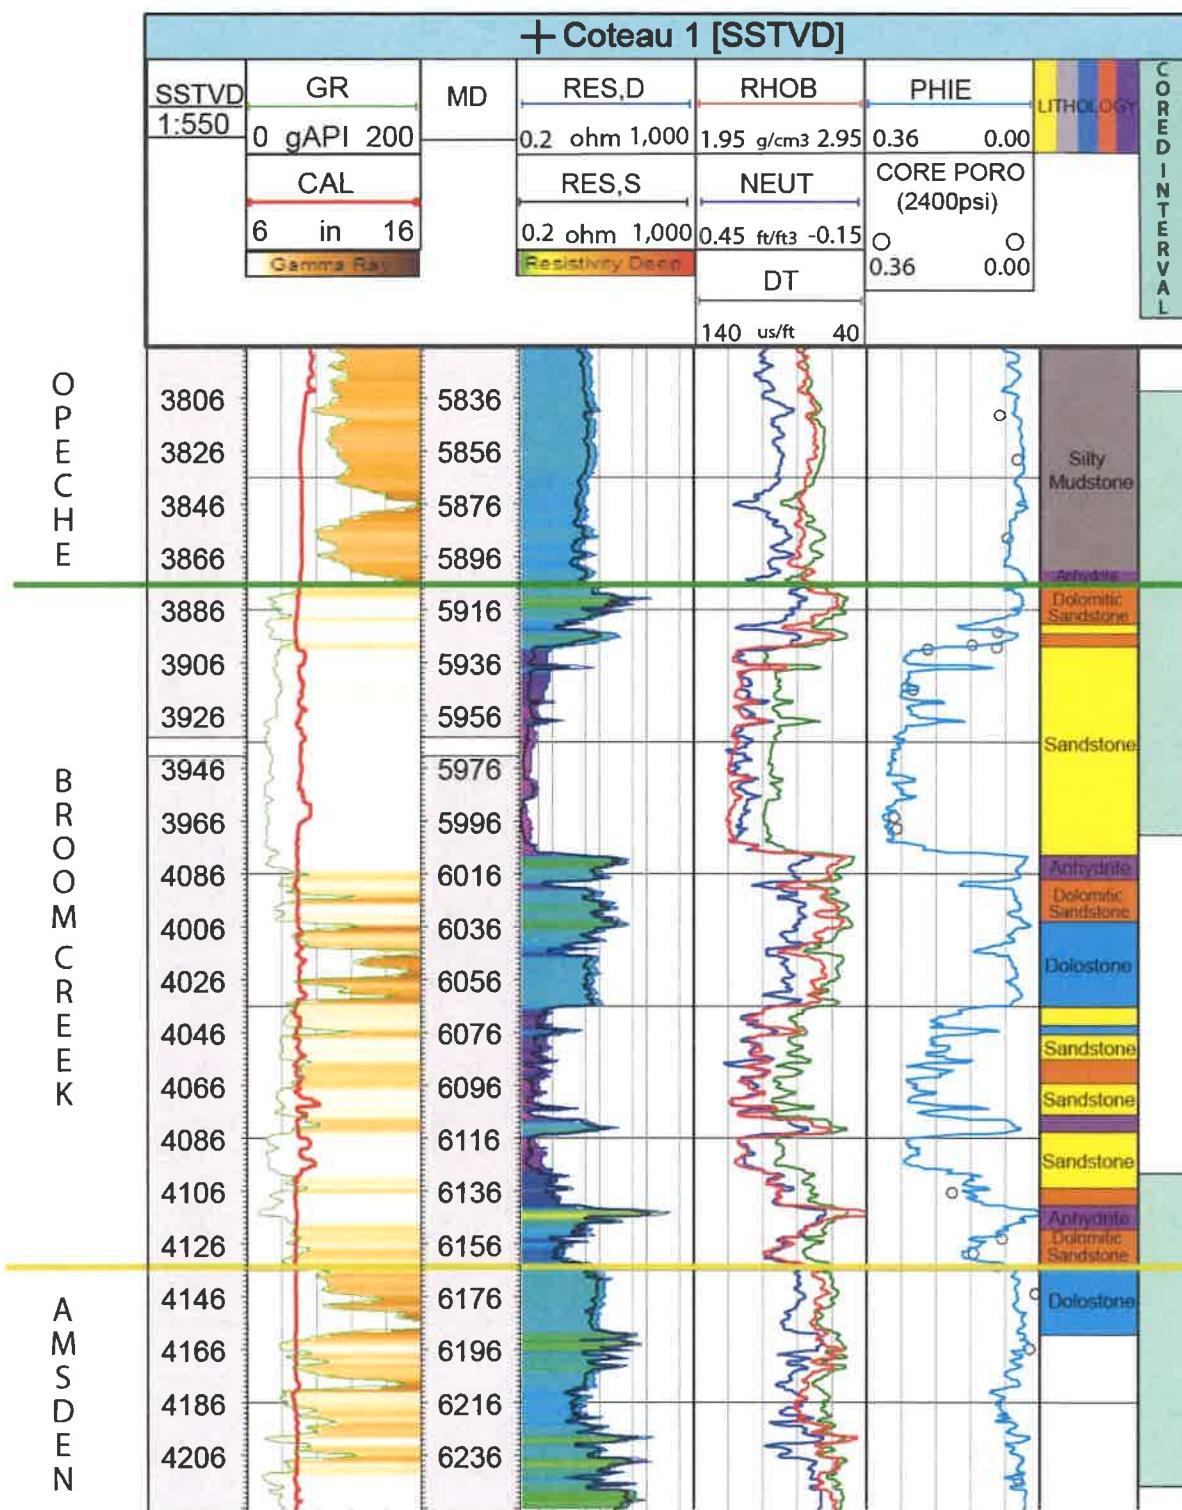 + Coteau 1 [SSTVD]
SSTVD
1:550
GR
0 gAPI 200
CAL
6 in 16
Gamma Ray
MD
RES,D
0.2 ohm 1,000
RES,S
0.2 ohm 1,000
Resistivity Deep
RHOB
1.95 g/cm3 2.95
NEUT
0.45 ft/ft3 -0.15
DT
140 us/ft 40
PHIE
0.36 0.00
CORE PORO
(2400psi)
0.36 0.00
LITHOLOGY
CORED INTERVAL
OPECHE
3806 5836
3826 5856
Silty
Mudstone
3846 5876
3866 5896
Anhydrite
BROOM CREEK
3886 5916
Dolomitic
Sandstone
3906 5936
3926 5956
Sandstone
3946 5976
3966 5996
4086 6016
Anhydrite
Dolomitic
Sandstone
4006 6036
4026 6056
Dolostone
4046 6076
Sandstone
4066 6096
Sandstone
4086 6116
Sandstone
4106 6136
Anhydrite
4126 6156
Dolomitic
Sandstone
AMSDEN
4146 6176
Dolostone
4166 6196
4186 6216
4206 6236